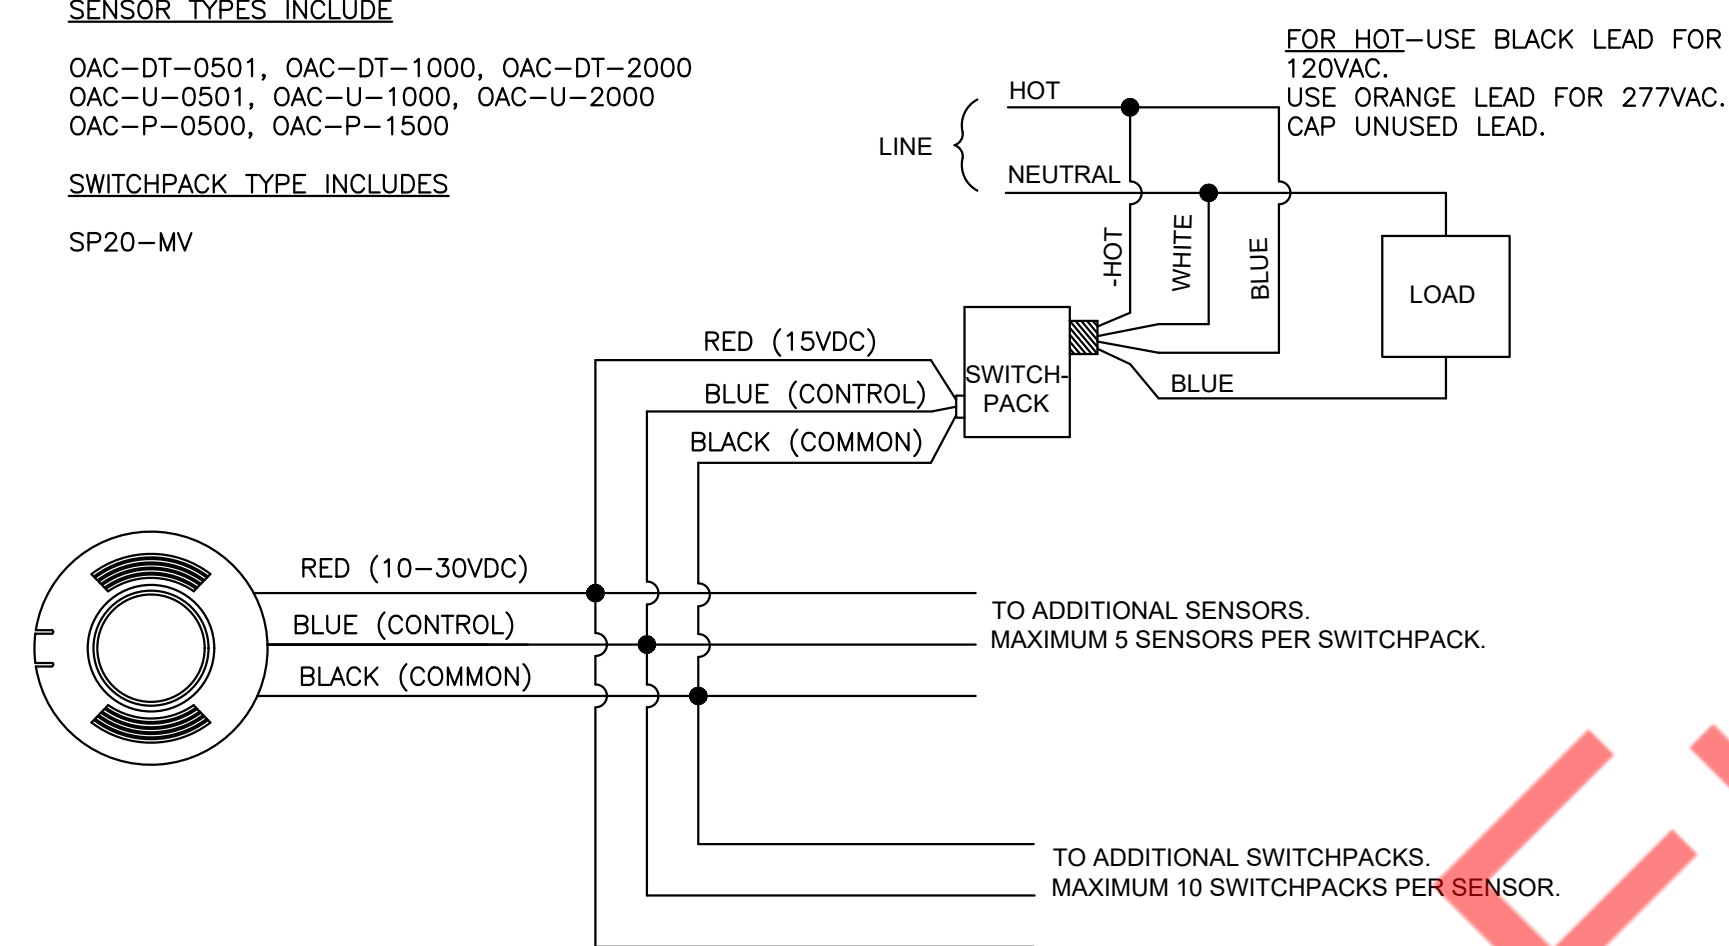 SENSOR TYPES INCLUDE
OAC-DT-0501, OAC-DT-1000, OAC-DT-2000
OAC-U-0501, OAC-U-1000, OAC-U-2000
OAC-P-0500, OAC-P-1500
SWITCHPACK TYPE INCLUDES
SP20-MV
FOR HOT-USE BLACK LEAD FOR
120VAC.
USE ORANGE LEAD FOR 277VAC.
CAP UNUSED LEAD.
HOT
LINE
NEUTRAL
-HOT
WHITE
BLUE
LOAD
RED (15VDC)
BLUE (CONTROL)
BLACK (COMMON)
SWITCH-
PACK
BLUE
RED (10-30VDC)
BLUE (CONTROL)
BLACK (COMMON)
TO ADDITIONAL SENSORS.
MAXIMUM 5 SENSORS PER SWITCHPACK.
TO ADDITIONAL SWITCHPACKS.
MAXIMUM 10 SWITCHPACKS PER SENSOR.